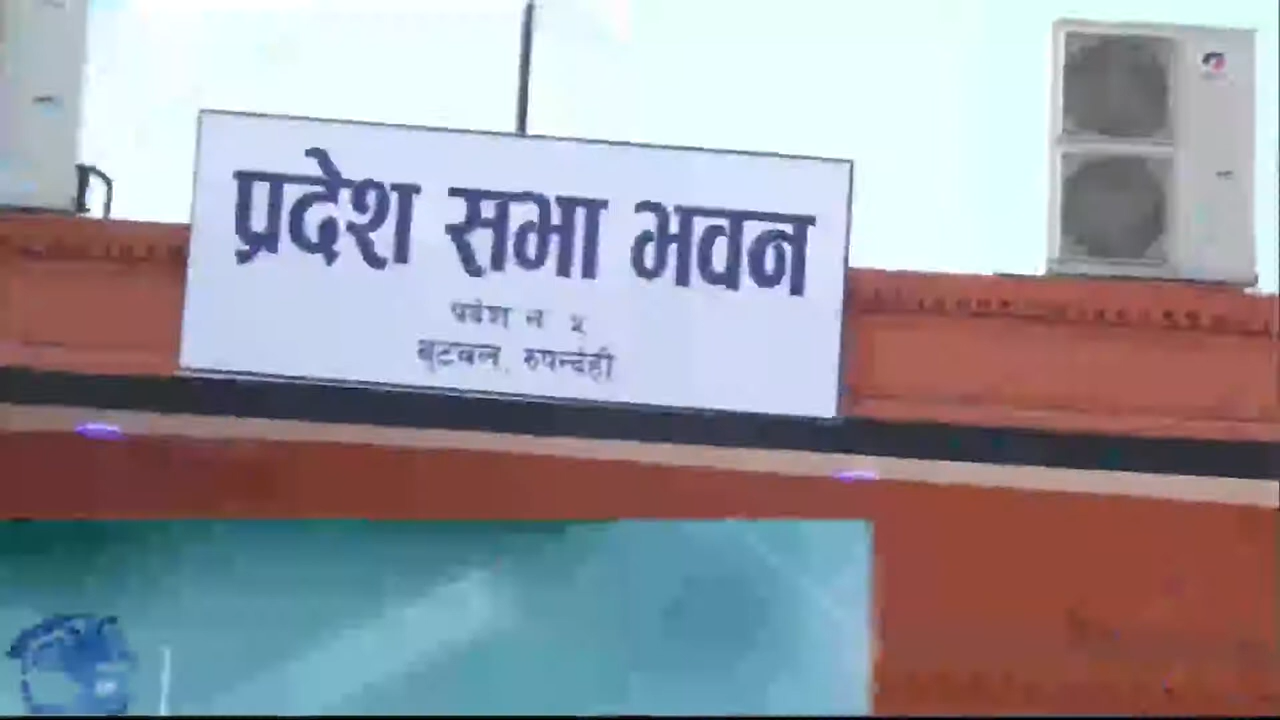 प्रदेश सभा भवन
प्रदेश नं ५
बुटवल, रुपन्देही